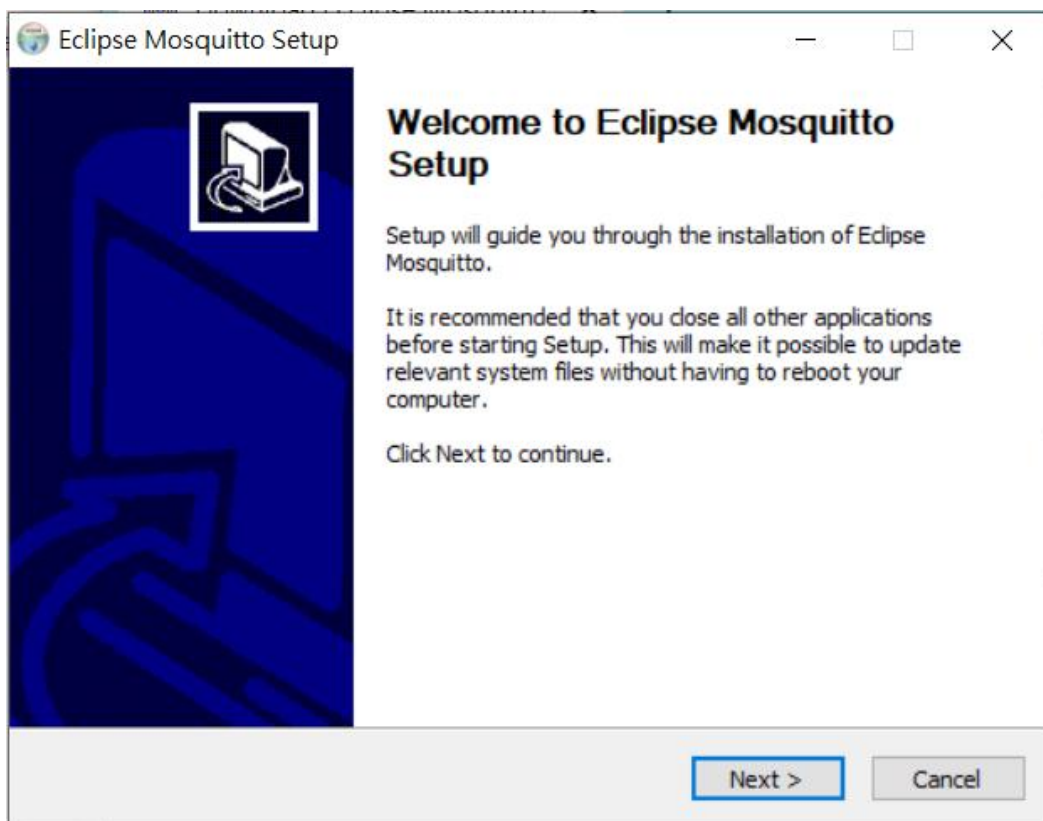 Eclipse Mosquitto Setup
Welcome to Eclipse Mosquitto
Setup
Setup will guide you through the installation of Eclipse
Mosquitto.
It is recommended that you close all other applications
before starting Setup. This will make it possible to update
relevant system files without having to reboot your
computer.
Click Next to continue.
Next >
Cancel